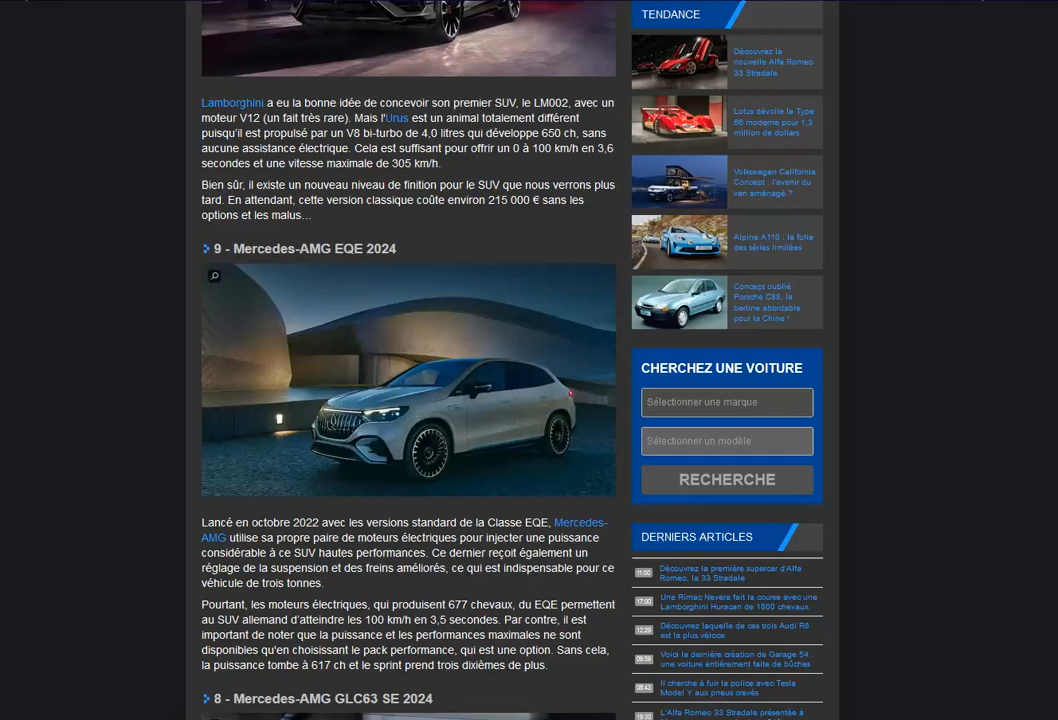 Lamborghini a eu la bonne idée de concevoir son premier SUV, le LM002, avec un
moteur V12 (un fait très rare). Mais l'Urus est un animal totalement différent
puisqu'il est propulsé par un V8 bi-turbo de 4,0 litres qui développe 650 ch, sans
aucune assistance électrique. Cela est suffisant pour offrir un 0 à 100 km/h en 3,6
secondes et une vitesse maximale de 305 km/h.
Bien sûr, il existe un nouveau niveau de finition pour le SUV que nous verrons plus
tard. En attendant, cette version classique coûte environ 215 000 € sans les
options et les malus…
9 - Mercedes-AMG EQE 2024
Lancé en octobre 2022 avec les versions standard de la Classe EQE, Mercedes-
AMG utilise sa propre paire de moteurs électriques pour injecter une puissance
considérable à ce SUV hautes performances. Ce dernier reçoit également un
réglage de la suspension et des freins améliorés, ce qui est indispensable pour ce
véhicule de trois tonnes.
Pourtant, les moteurs électriques, qui produisent 677 chevaux, du EQE permettent
au SUV allemand d'atteindre les 100 km/h en 3,5 secondes. Par contre, il est
important de noter que la puissance et les performances maximales ne sont
disponibles qu'en choisissant le pack performance, qui est une option. Sans cela,
la puissance tombe à 617 ch et le sprint prend trois dixièmes de plus.
8 - Mercedes-AMG GLC63 SE 2024
TENDANCE
Découvrez la
nouvelle Alfa Romeo
33 Stradale
Lotus dévoile la Type
66 moderne pour 1,3
million de dollars
Volkswagen California
Concept : l'avenir du
van aménagé ?
Alpine A110 : la folie
des séries limitées
Concept oublié :
Porsche C88, la
berline abordable
pour la Chine !
CHERCHEZ UNE VOITURE
Sélectionner une marque
Sélectionner un modèle
RECHERCHE
DERNIERS ARTICLES
11:00 Découvrez la première supercar d'Alfa
Romeo, la 33 Stradale
17:00 Une Rimac Nevera fait la course avec une
Lamborghini Huracan de 1800 chevaux
12:29 Découvrez laquelle de ces trois Audi R8
est la plus véloce
09:59 Voici la dernière création de Garage 54 :
une voiture entièrement faite de bûches
08:43 Il cherche à fuir la police avec Tesla
Model Y aux pneus crevés
19:30 L'Alfa Romeo 33 Stradale présentée à